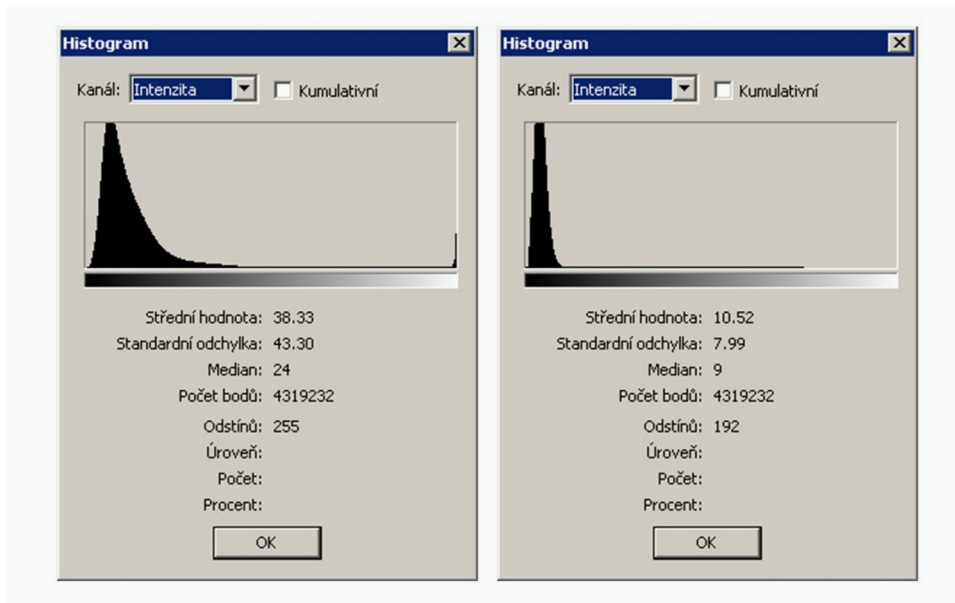 Histogram
Kanál: Intenzita Kumulativní
Střední hodnota: 38.33
Standardní odchylka: 43.30
Median: 24
Počet bodů: 4319232
Odstínů: 255
Úroveň:
Počet:
Procent:
OK
Histogram
Kanál: Intenzita Kumulativní
Střední hodnota: 10.52
Standardní odchylka: 7.99
Median: 9
Počet bodů: 4319232
Odstínů: 192
Úroveň:
Počet:
Procent:
OK